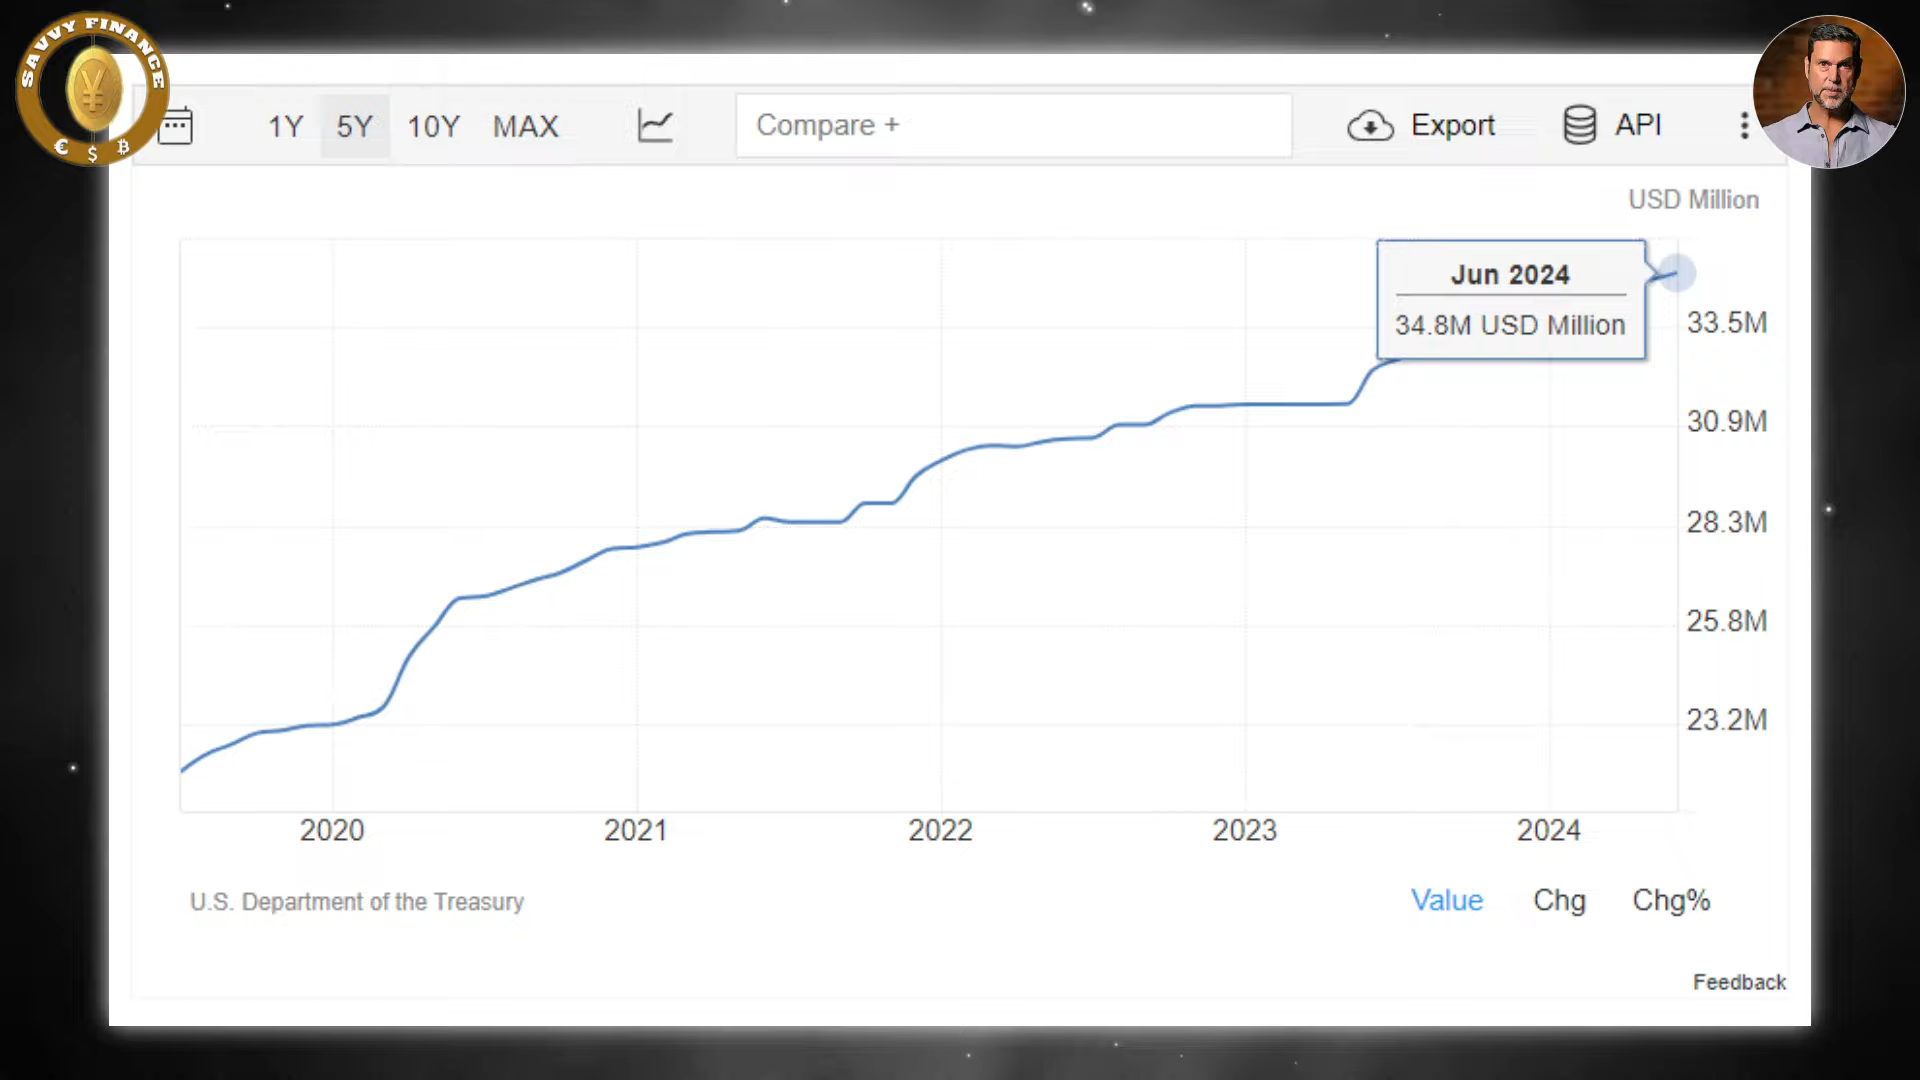 SAVVY FINANCE
¥
€ $ ₿
1Y 5Y 10Y MAX Compare + Export API
USD Million
Jun 2024
34.8M USD Million
33.5M
30.9M
28.3M
25.8M
23.2M
2020 2021 2022 2023 2024
U.S. Department of the Treasury
Value Chg Chg%
Feedback